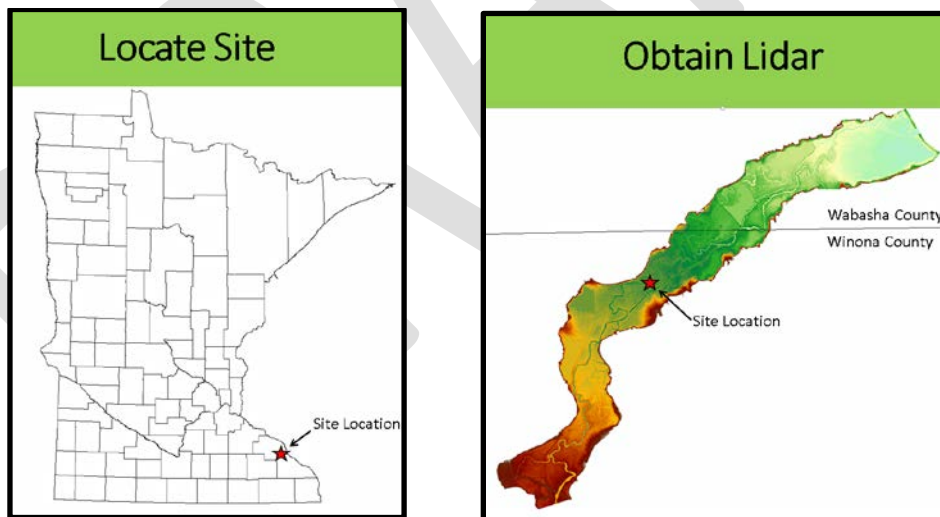 Locate Site
Site Location
Obtain Lidar
Wabasha County
Winona County
Site Location